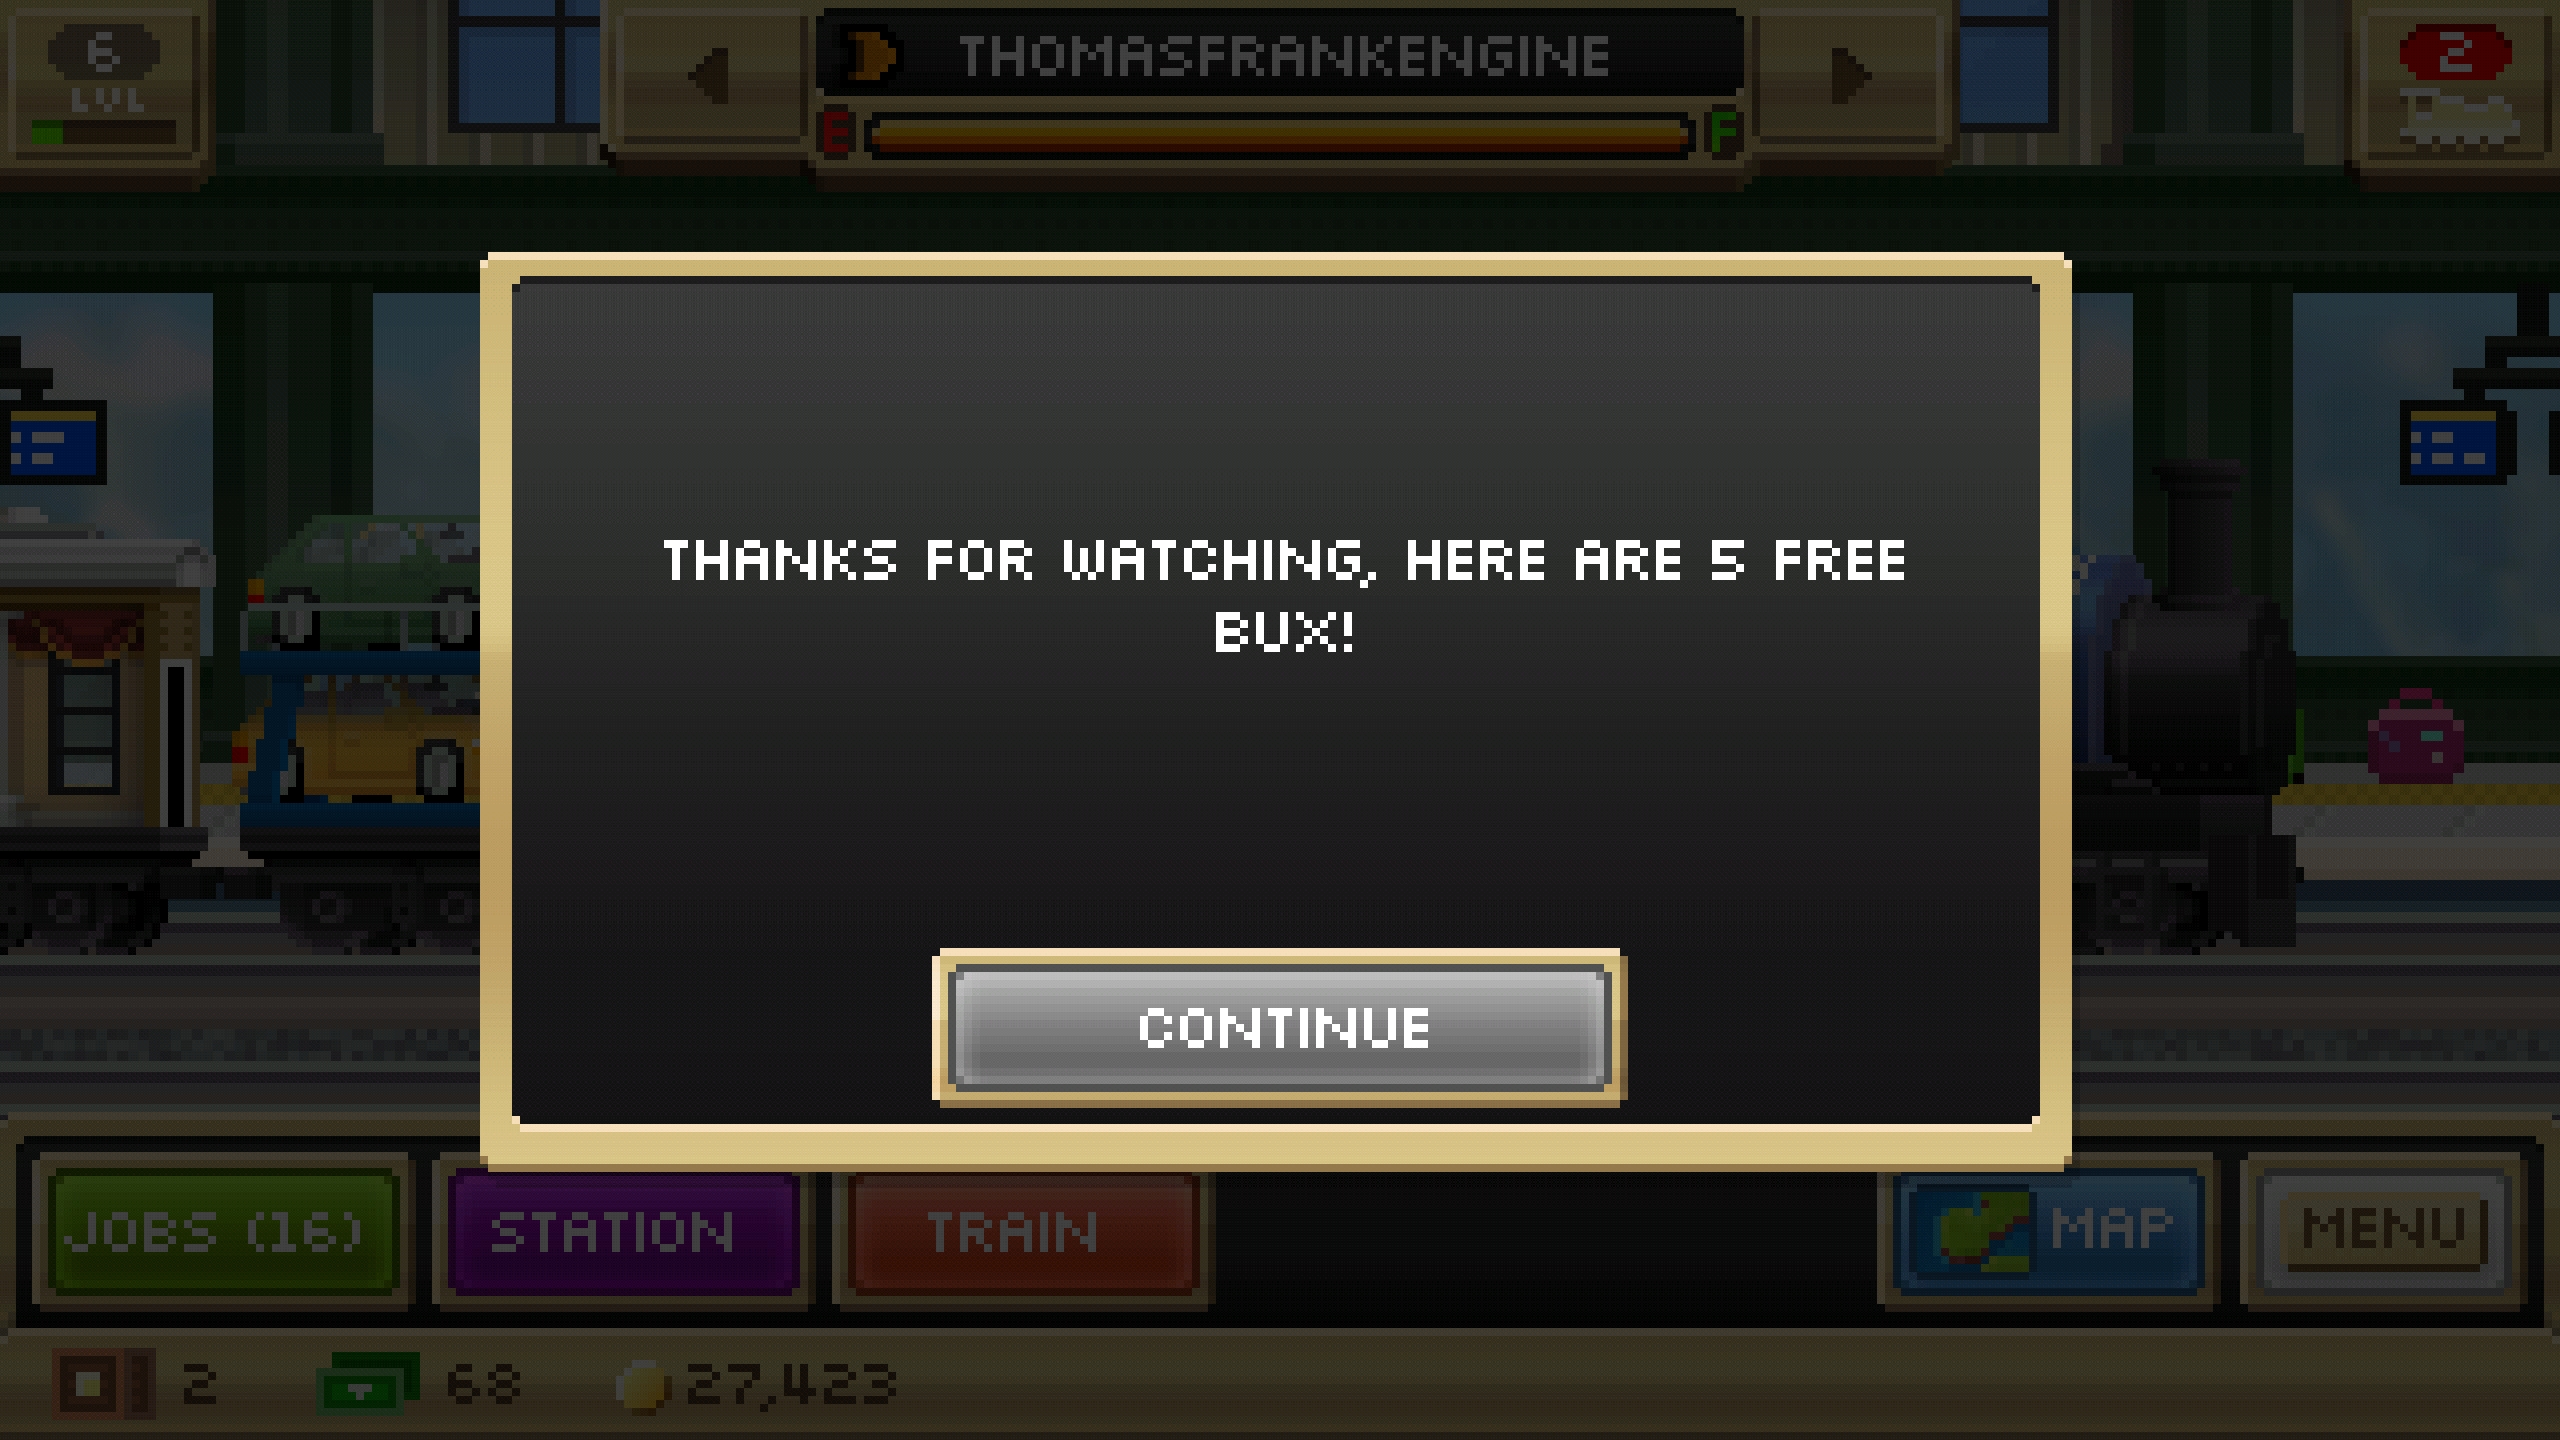 6
LVL
THOMASFRANKENGINE
E F
2
THANKS FOR WATCHING, HERE ARE 5 FREE
BUX!
CONTINUE
JOBS (16)
STATION
TRAIN
MAP
MENU
2
68
27,423